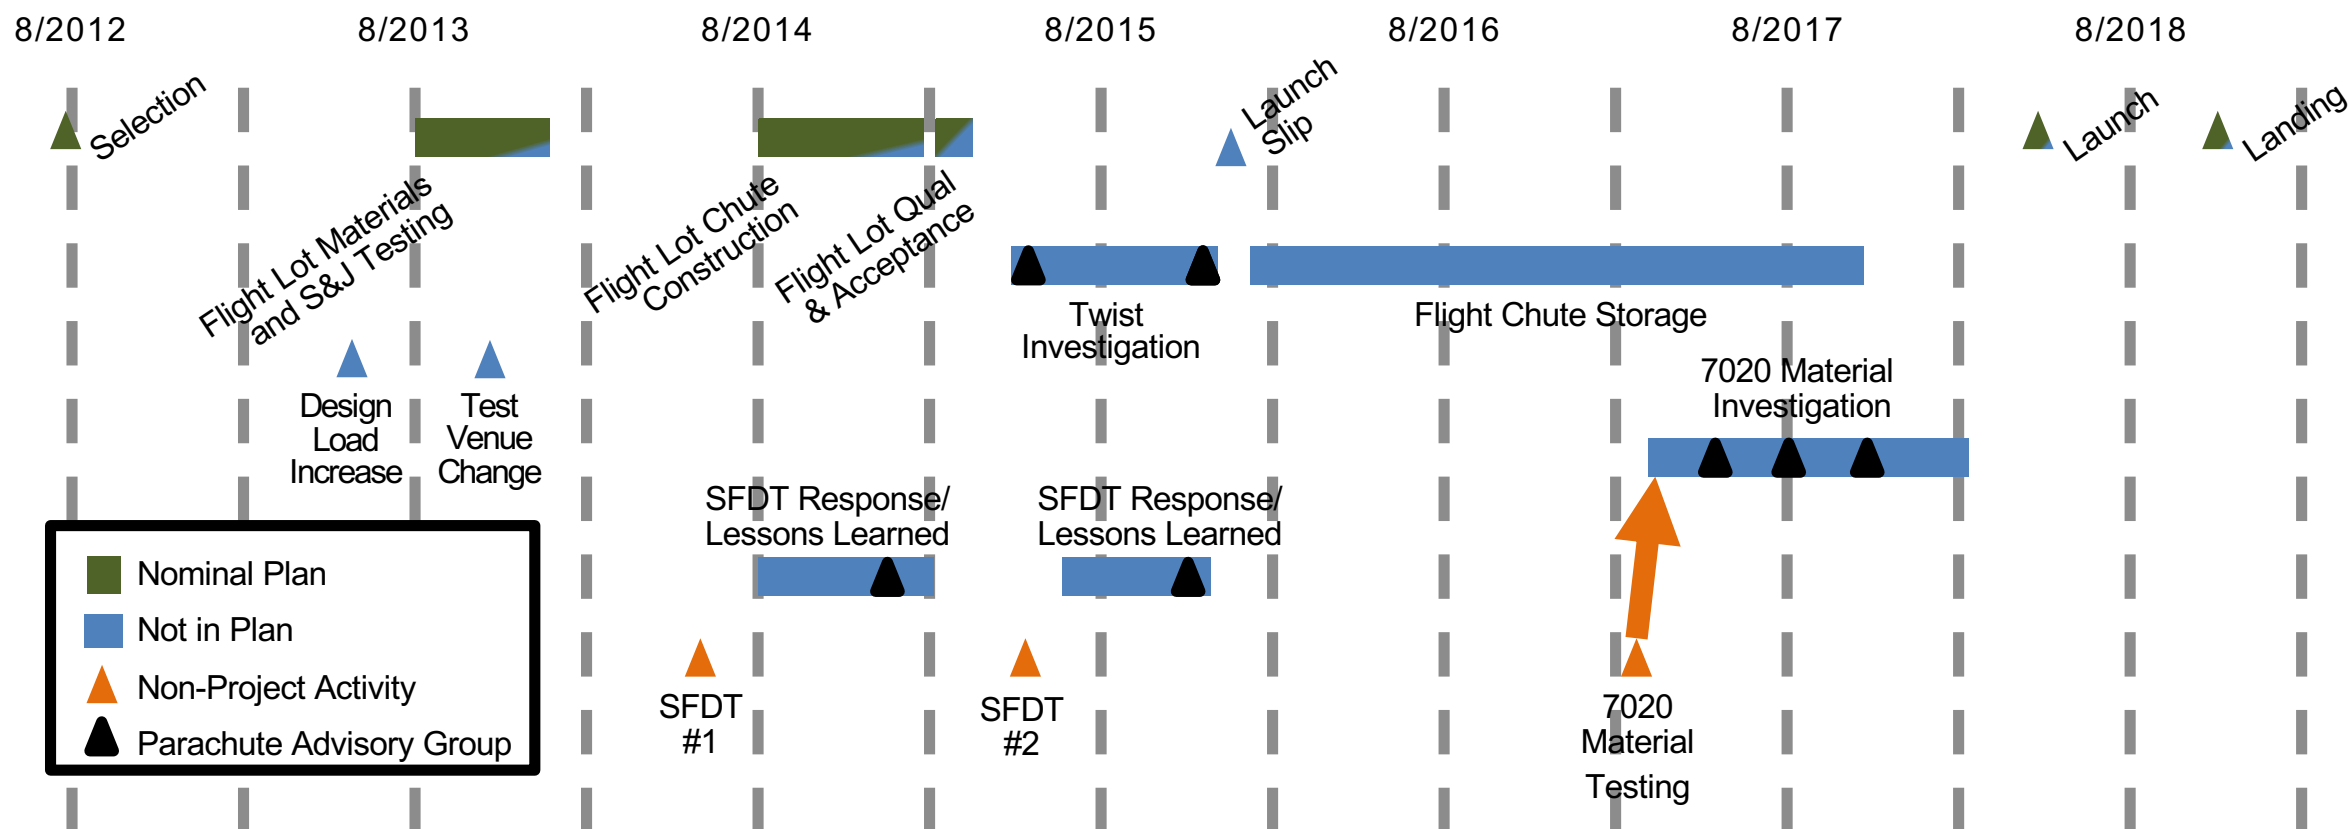 8/2012
8/2013
8/2014
8/2015
8/2016
8/2017
8/2018
Selection
Launch
Slip
Launch
Landing
Flight Lot Materials
and S&J Testing
Flight Lot Chute
Construction
Flight Lot Qual
& Acceptance
Twist
Investigation
Flight Chute Storage
Design
Load
Increase
Test
Venue
Change
7020 Material
Investigation
SFDT Response/
Lessons Learned
SFDT Response/
Lessons Learned
Nominal Plan
Not in Plan
Non-Project Activity
Parachute Advisory Group
SFDT
#1
SFDT
#2
7020
Material
Testing